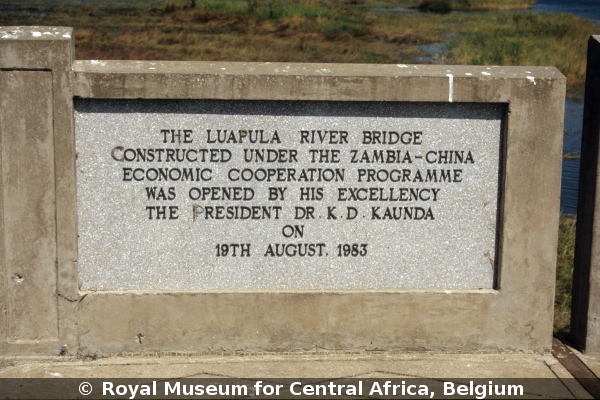 THE LUAPULA RIVER BRIDGE
CONSTRUCTED UNDER THE ZAMBIA-CHINA
ECONOMIC COOPERATION PROGRAMME
WAS OPENED BY HIS EXCELLENCY
THE PRESIDENT DR. K. D. KAUNDA
ON
19TH AUGUST. 1983
© Royal Museum for Central Africa, Belgium